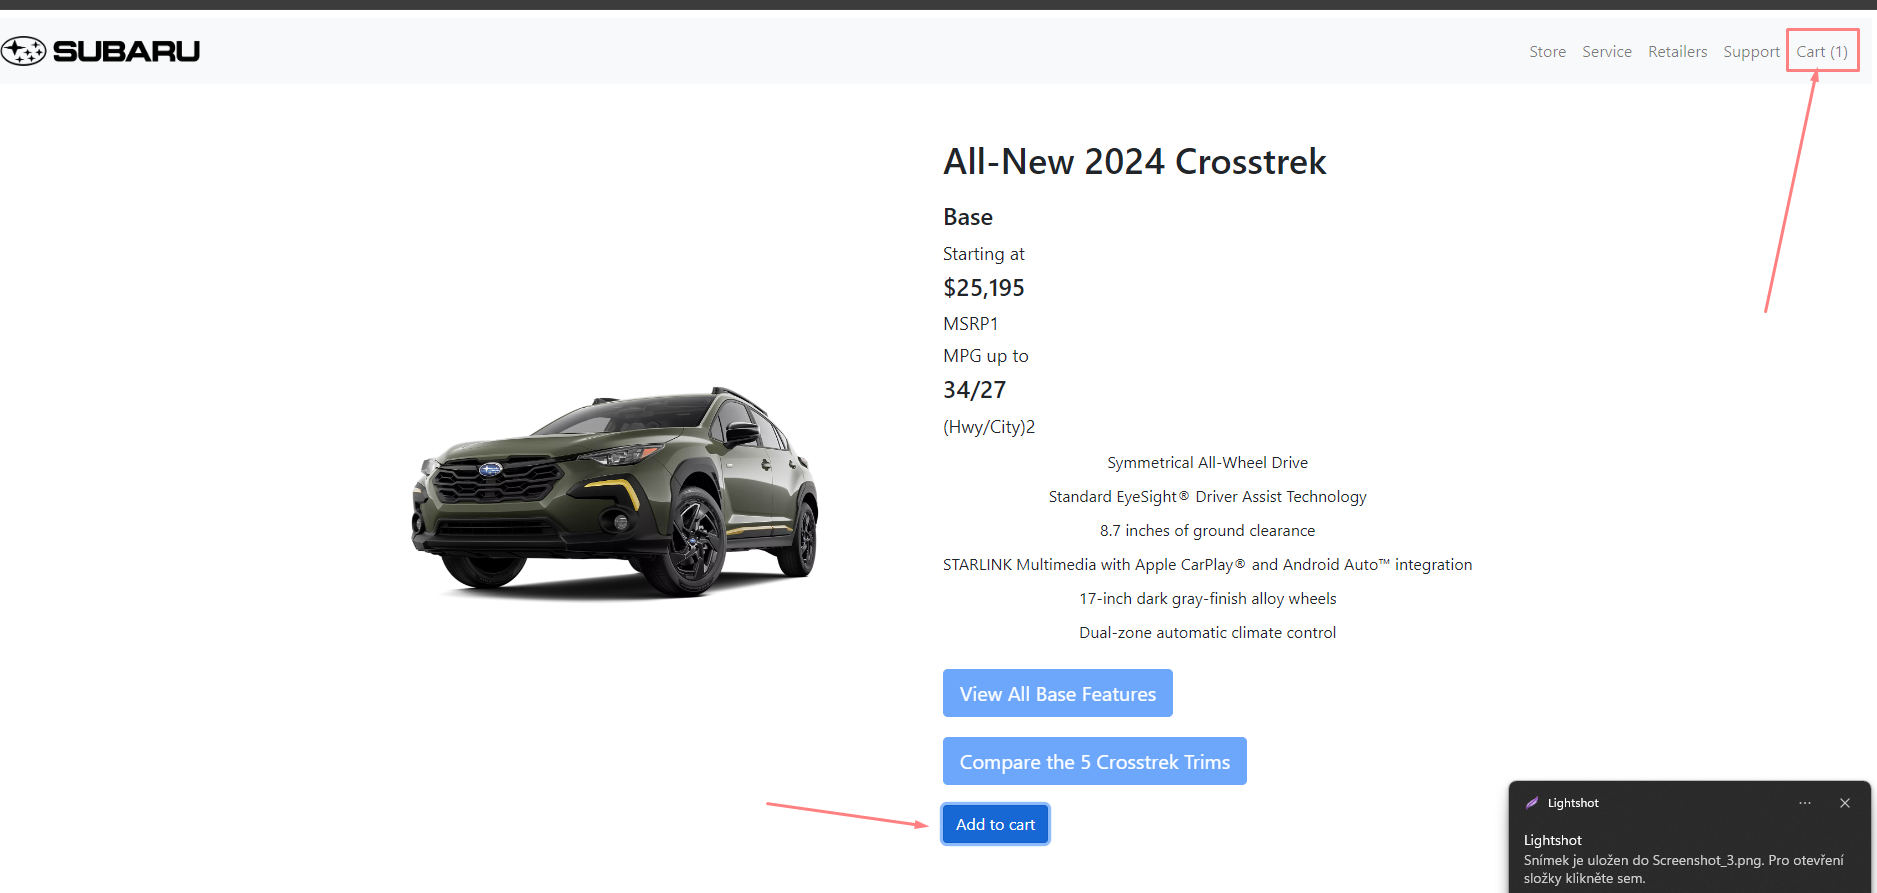 SUBARU
Store Service Retailers Support Cart (1)
All-New 2024 Crosstrek
Base
Starting at
$25,195
MSRP1
MPG up to
34/27
(Hwy/City)2
Symmetrical All-Wheel Drive
Standard EyeSight® Driver Assist Technology
8.7 inches of ground clearance
STARLINK Multimedia with Apple CarPlay® and Android Auto™ integration
17-inch dark gray-finish alloy wheels
Dual-zone automatic climate control
View All Base Features
Compare the 5 Crosstrek Trims
Add to cart
Lightshot
Lightshot
Snímek je uložen do Screenshot_3.png. Pro otevření
složky klikněte sem.